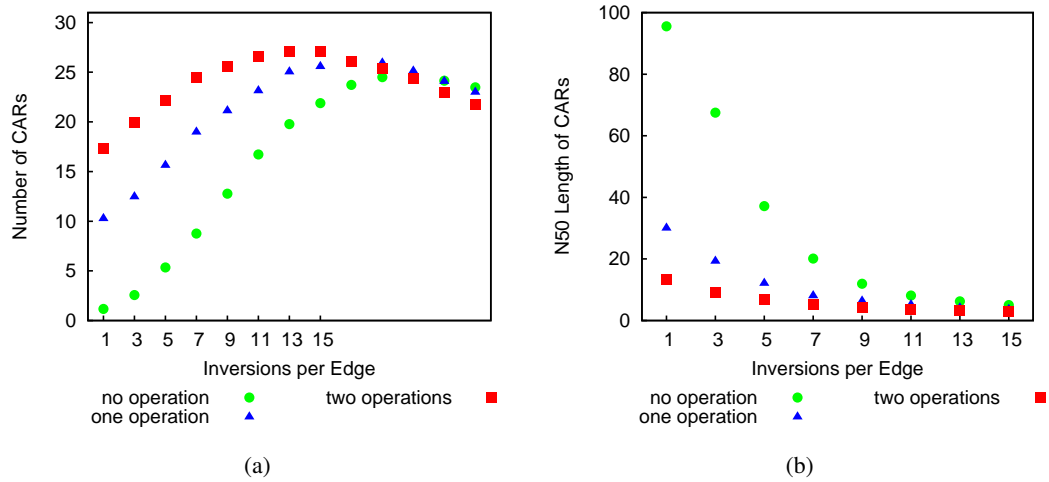 30
25
20
15
10
5
0
Number of CARs
1 3 5 7 9 11 13 15
Inversions per Edge
no operation
two operations
one operation
(a)
100
80
60
40
20
0
N50 Length of CARs
1 3 5 7 9 11 13 15
Inversions per Edge
no operation
two operations
one operation
(b)